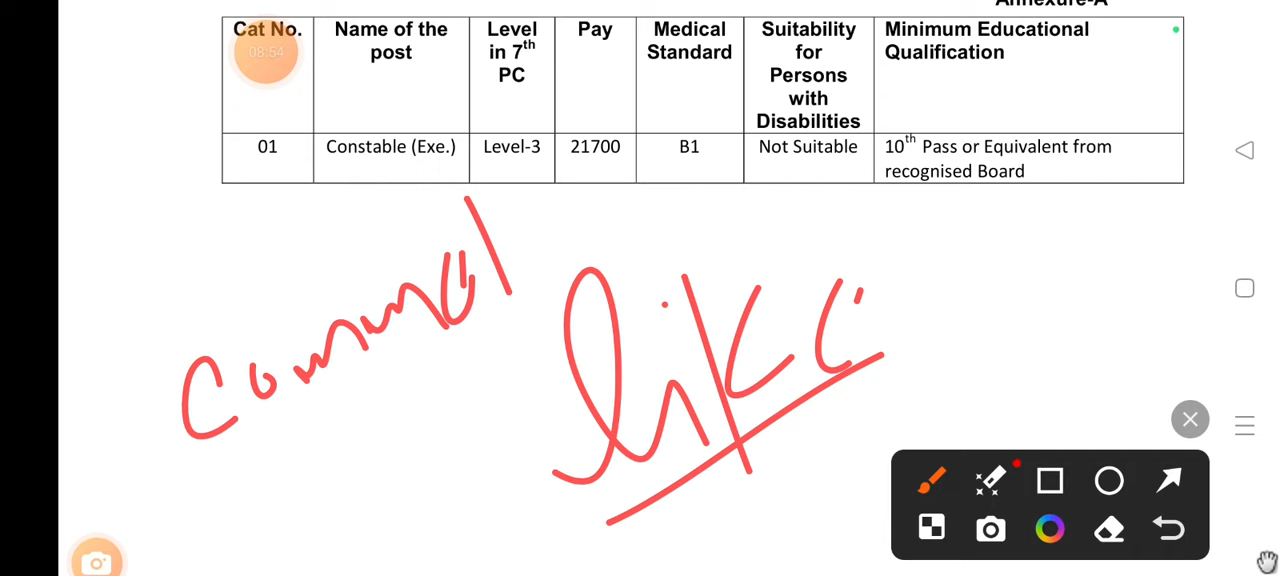 Annexure-A
Cat No. Name of the post Level in 7th PC Pay Medical Standard Suitability for Persons with Disabilities Minimum Educational Qualification
08:54
01 Constable (Exe.) Level-3 21700 B1 Not Suitable 10th Pass or Equivalent from recognised Board